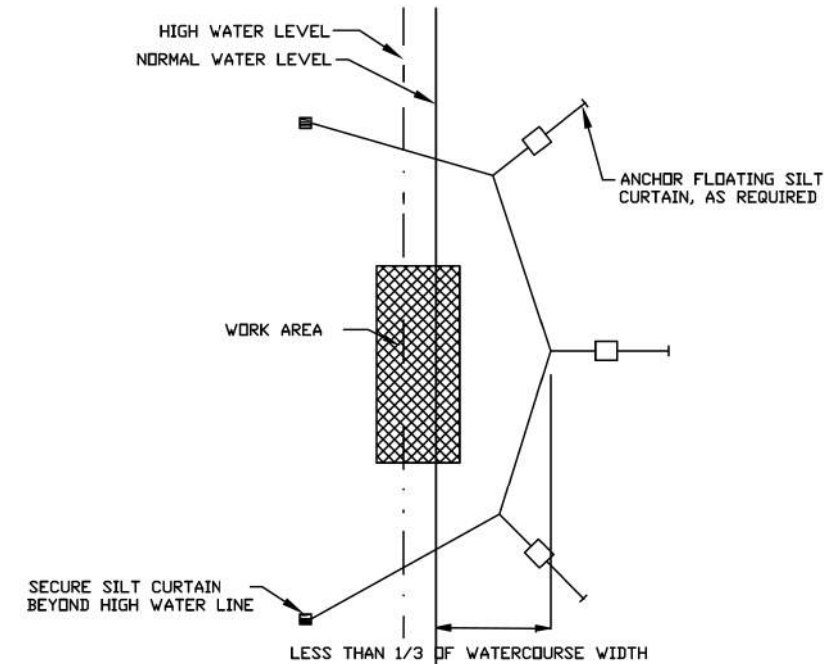 HIGH WATER LEVEL
NORMAL WATER LEVEL
ANCHOR FLOATING SILT
CURTAIN, AS REQUIRED
WORK AREA
SECURE SILT CURTAIN
BEYOND HIGH WATER LINE
LESS THAN 1/3 OF WATERCOURSE WIDTH